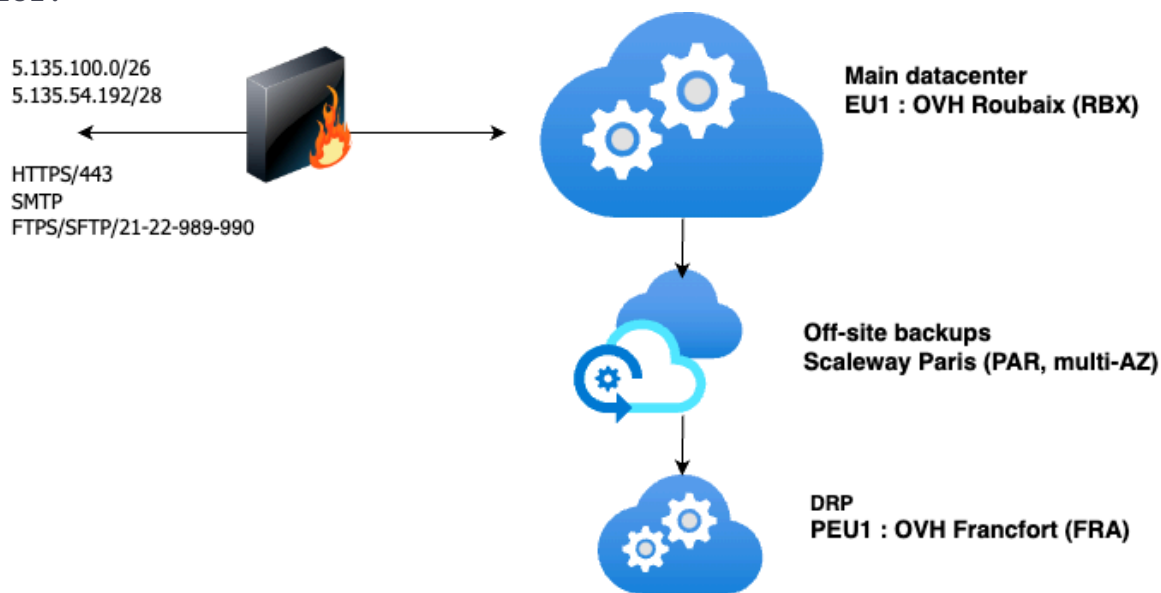 5.135.100.0/26
5.135.54.192/28
HTTPS/443
SMTP
FTPS/SFTP/21-22-989-990
Main datacenter
EU1 : OVH Roubaix (RBX)
Off-site backups
Scaleway Paris (PAR, multi-AZ)
DRP
PEU1 : OVH Francfort (FRA)